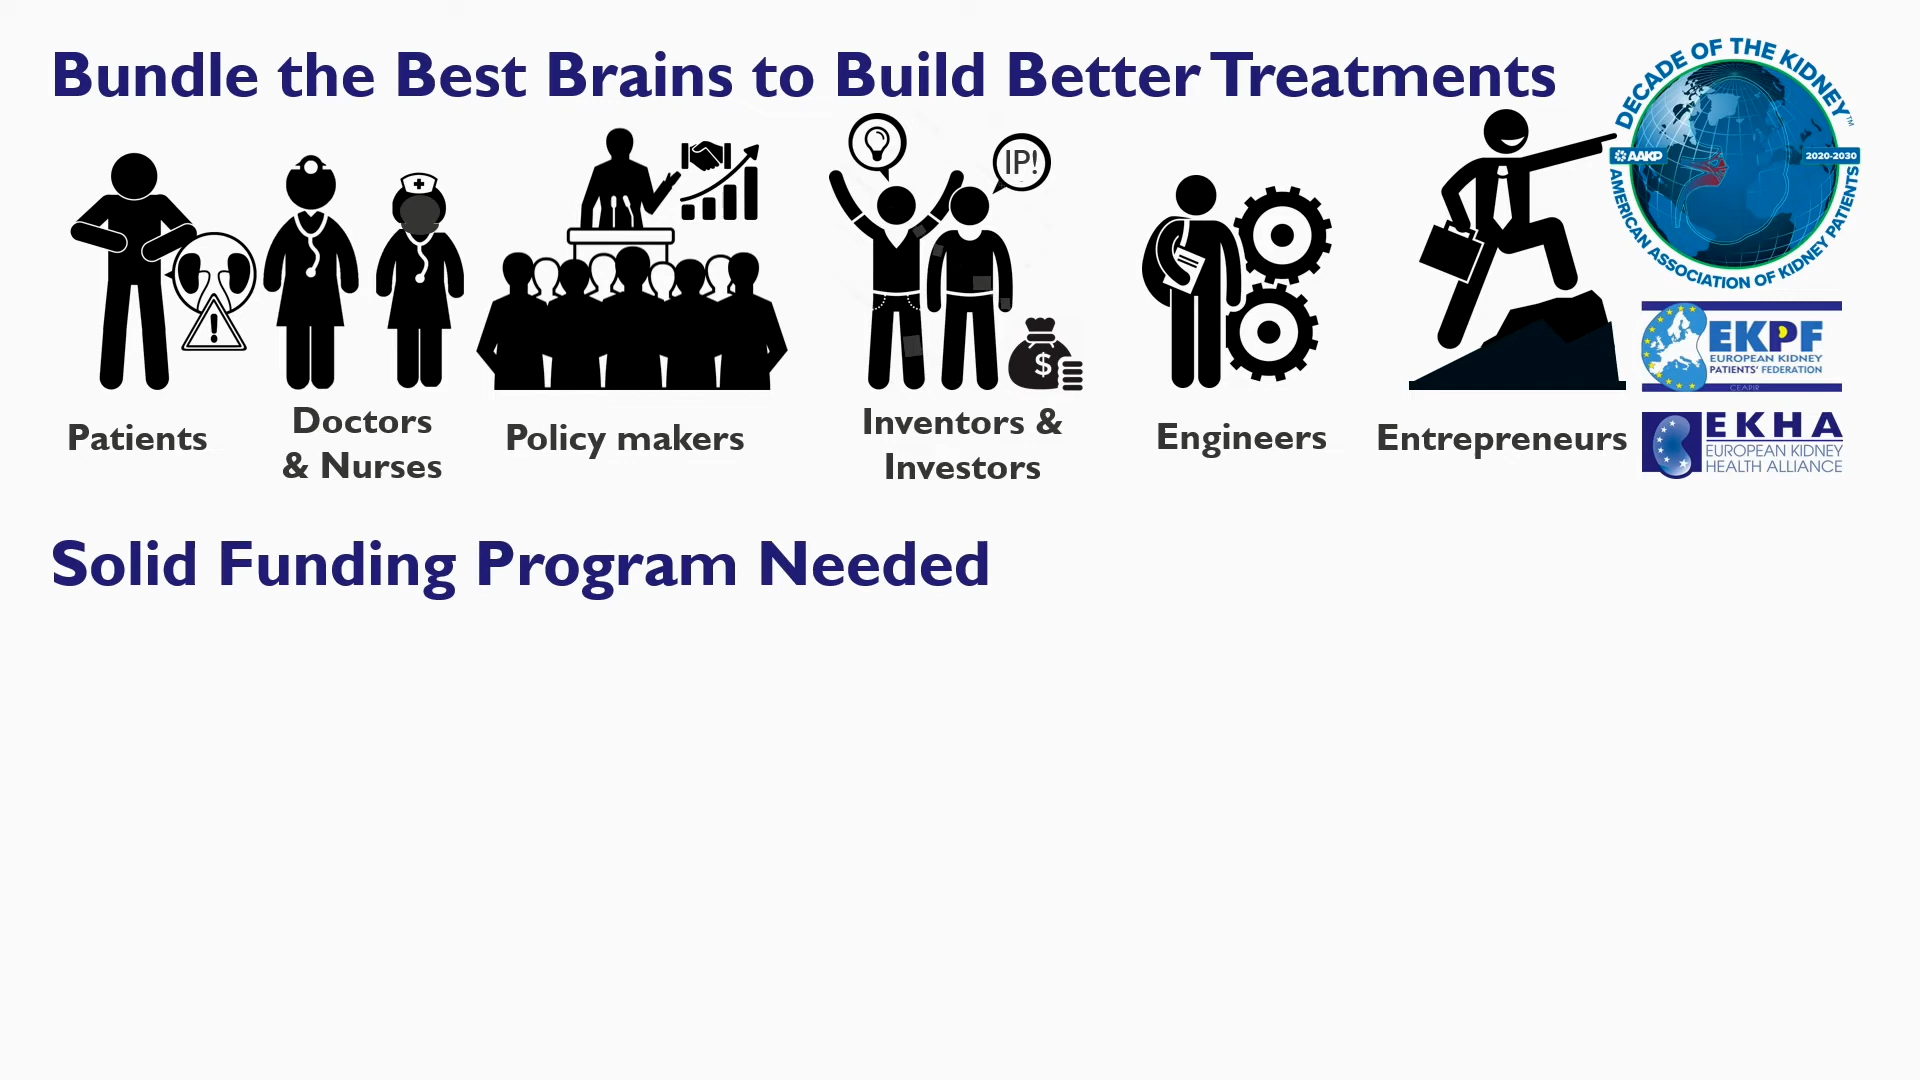 Bundle the Best Brains to Build Better Treatments
DECADE OF THE KIDNEY™
AAKP
2020-2030
AMERICAN ASSOCIATION OF KIDNEY PATIENTS
IP!
$
EKPF
EUROPEAN KIDNEY
PATIENTS' FEDERATION
CEAPIR
EKHA
EUROPEAN KIDNEY
HEALTH ALLIANCE
Patients
Doctors
& Nurses
Policy makers
Inventors &
Investors
Engineers
Entrepreneurs
Solid Funding Program Needed